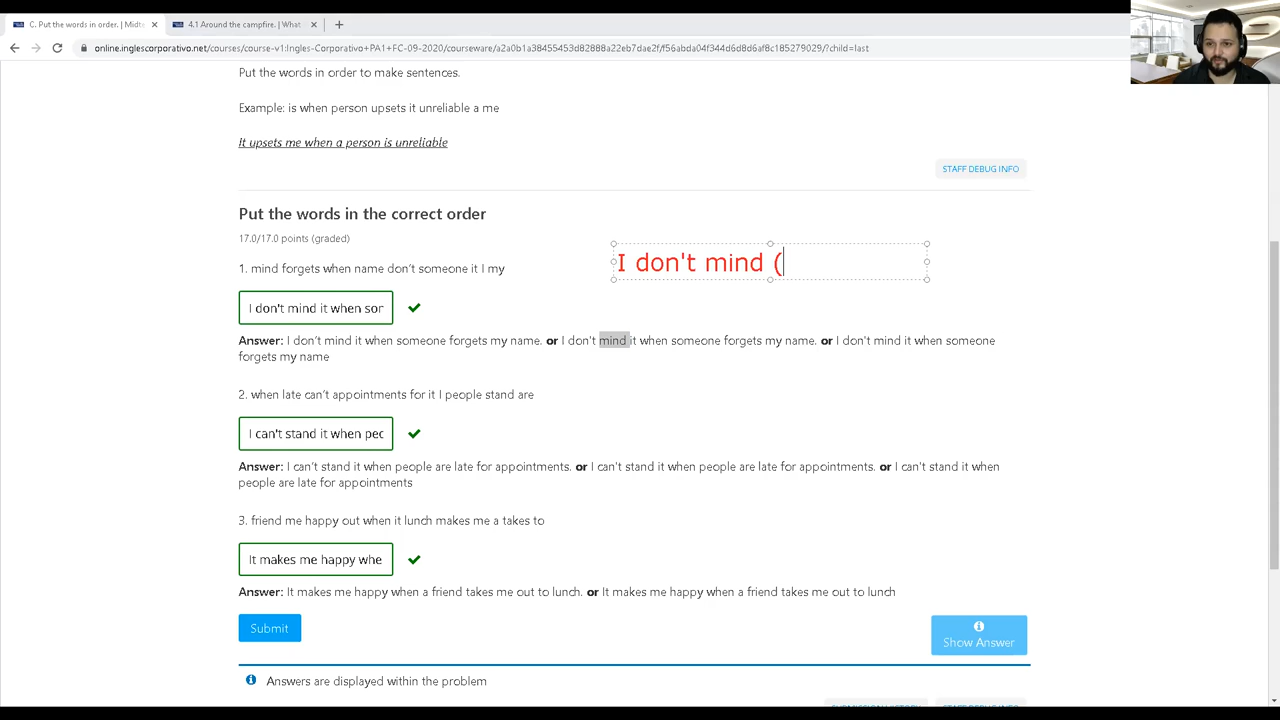 C. Put the words in order. | Midte
4.1 Around the campfire. | What
online.inglescorporativo.net/courses/course-v1:Ingles-Corporativo+PA1+FC-09-2020/courseware/a2a0b1a38455453d82888a22eb7dae2f/f56abda04f344d6d8d6af8c185279029/?child=last
Put the words in order to make sentences.
Example: is when person upsets it unreliable a me
It upsets me when a person is unreliable
STAFF DEBUG INFO
Put the words in the correct order
17.0/17.0 points (graded)
I don't mind (
1. mind forgets when name don't someone it I my
I don't mind it when son
Answer: I don't mind it when someone forgets my name. or I don't mind it when someone forgets my name. or I don't mind it when someone
forgets my name
2. when late can't appointments for it I people stand are
I can't stand it when pec
Answer: I can't stand it when people are late for appointments. or I can't stand it when people are late for appointments. or I can't stand it when
people are late for appointments
3. friend me happy out when it lunch makes me a takes to
It makes me happy whe
Answer: It makes me happy when a friend takes me out to lunch. or It makes me happy when a friend takes me out to lunch
Submit
Show Answer
Answers are displayed within the problem
SUBMISSION HISTORY
STAFF DEBUG INFO